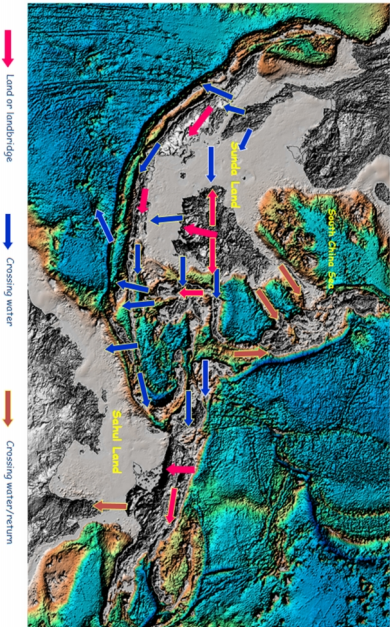 South China Sea
Sunda Land
Sahul Land
Land or landbridge
Crossing water
Crossing water/return